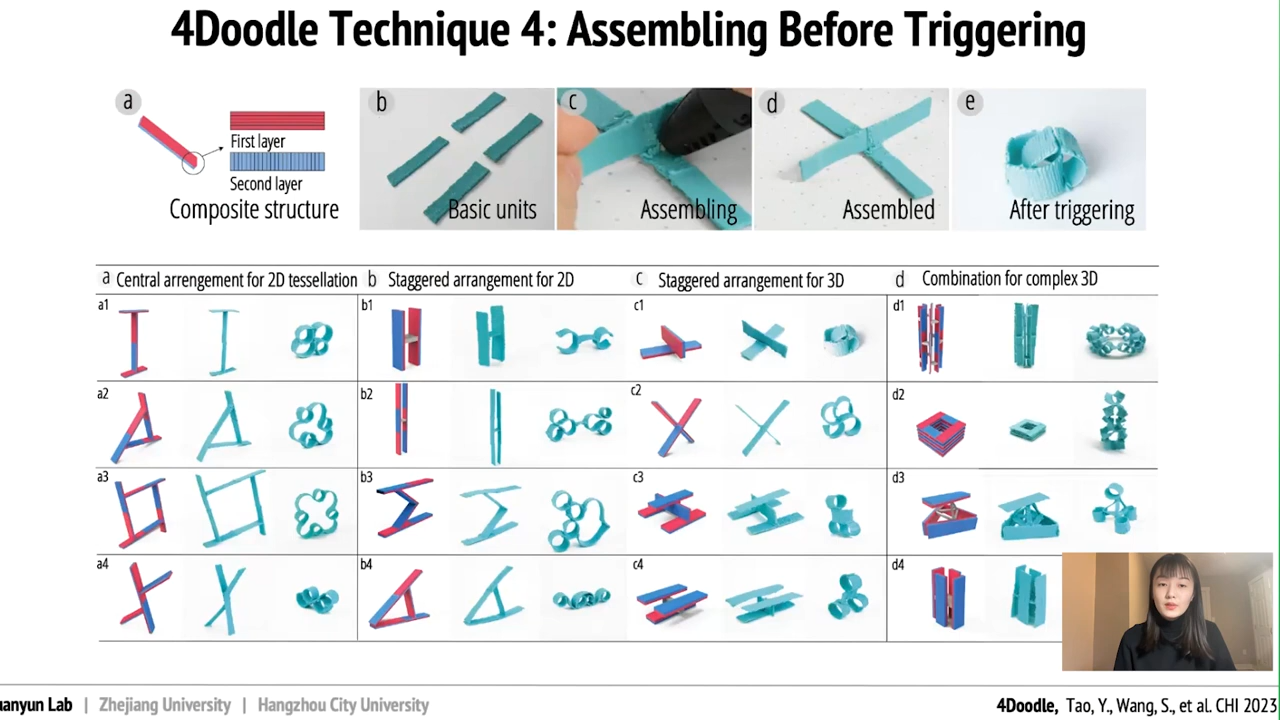 4Doodle Technique 4: Assembling Before Triggering
a
First layer
Second layer
Composite structure
b
Basic units
c
Assembling
d
Assembled
e
After triggering
a Central arrengement for 2D tessellation
b Staggered arrangement for 2D
c Staggered arrangement for 3D
d Combination for complex 3D
a1
b1
c1
d1
a2
b2
c2
d2
a3
b3
c3
d3
a4
b4
c4
d4
uanyun Lab | Zhejiang University | Hangzhou City University
4Doodle, Tao, Y., Wang, S., et al. CHI 2023